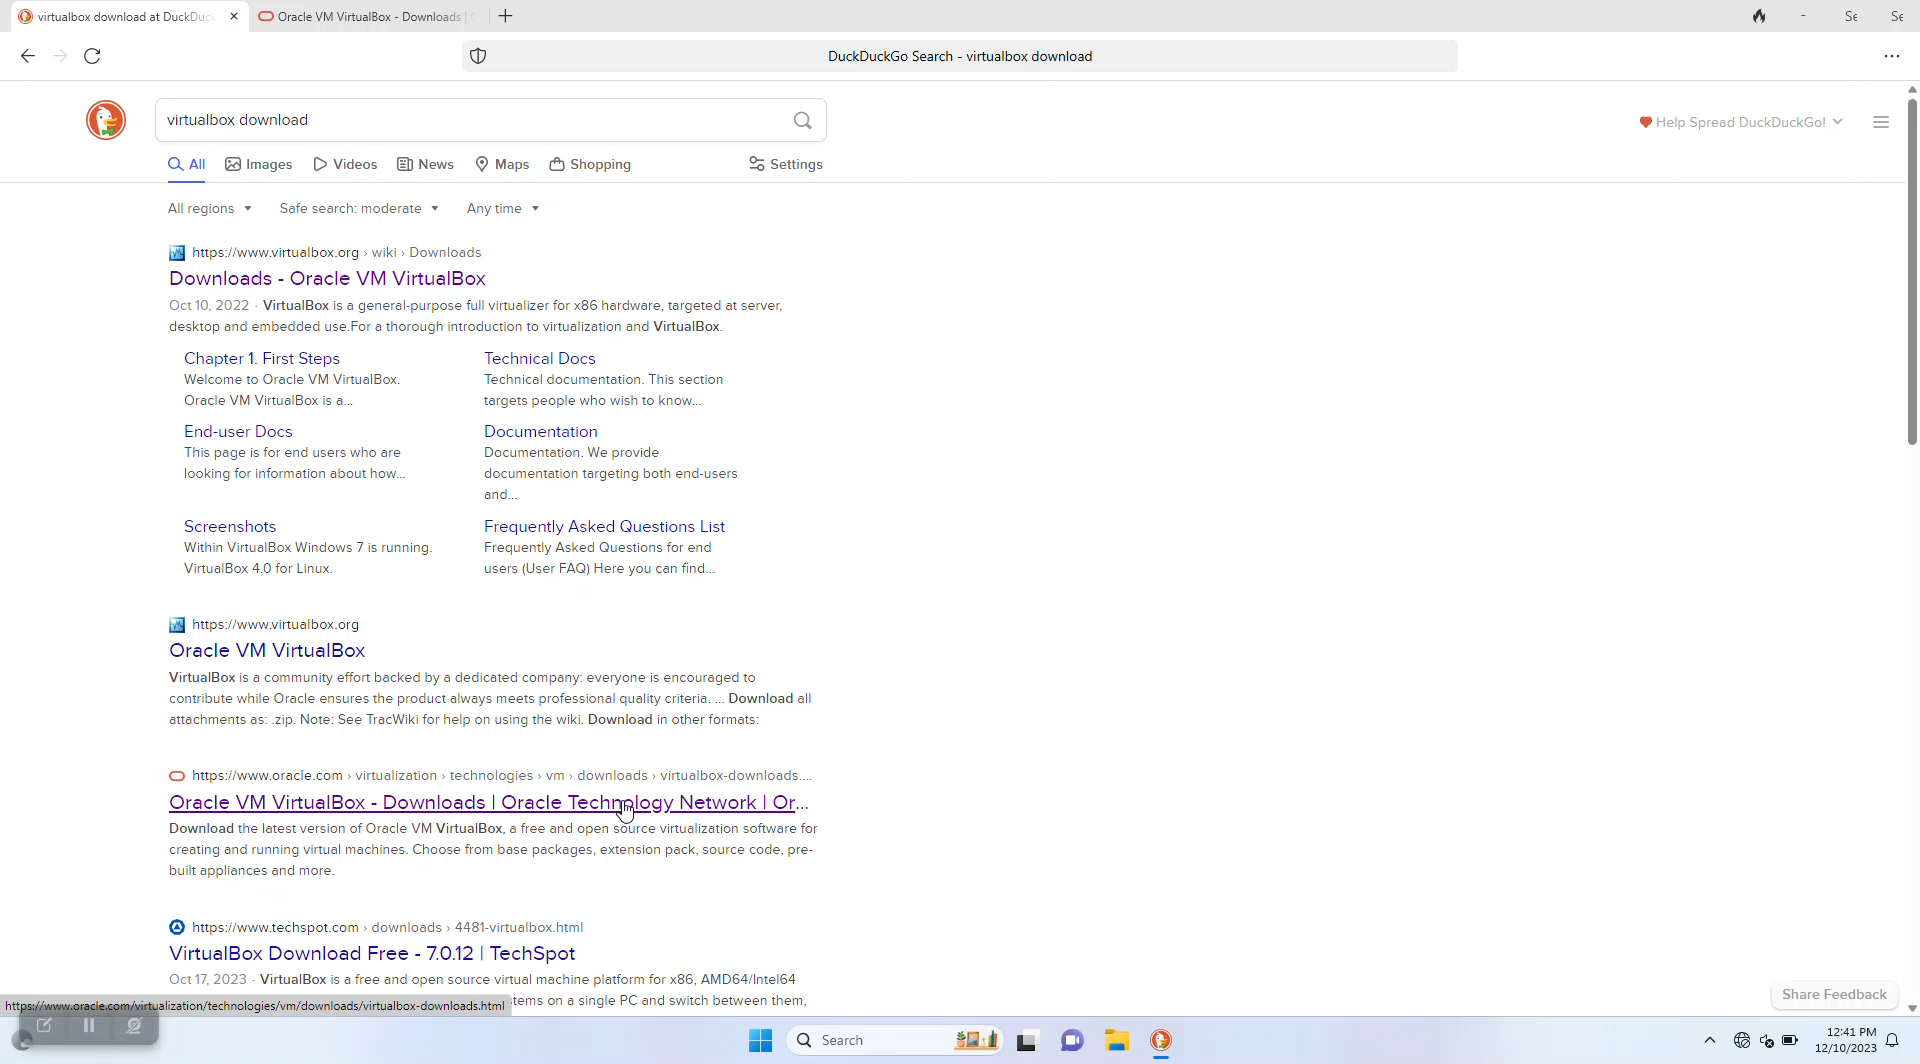 virtualbox download at DuckDuc
Oracle VM VirtualBox - Downloads |
Se
Se
DuckDuckGo Search - virtualbox download
virtualbox download
Help Spread DuckDuckGo!
All
Images
Videos
News
Maps
Shopping
Settings
All regions
Safe search: moderate
Any time
https://www.virtualbox.org › wiki › Downloads
Downloads - Oracle VM VirtualBox
Oct 10, 2022 · VirtualBox is a general-purpose full virtualizer for x86 hardware, targeted at server,
desktop and embedded use.For a thorough introduction to virtualization and VirtualBox.
Chapter 1. First Steps
Welcome to Oracle VM VirtualBox.
Oracle VM VirtualBox is a...
Technical Docs
Technical documentation. This section
targets people who wish to know...
End-user Docs
This page is for end users who are
looking for information about how...
Documentation
Documentation. We provide
documentation targeting both end-users
and...
Screenshots
Within VirtualBox Windows 7 is running.
VirtualBox 4.0 for Linux.
Frequently Asked Questions List
Frequently Asked Questions for end
users (User FAQ) Here you can find...
https://www.virtualbox.org
Oracle VM VirtualBox
VirtualBox is a community effort backed by a dedicated company: everyone is encouraged to
contribute while Oracle ensures the product always meets professional quality criteria. ... Download all
attachments as: .zip. Note: See TracWiki for help on using the wiki. Download in other formats:
https://www.oracle.com › virtualization › technologies › vm › downloads › virtualbox-downloads....
Oracle VM VirtualBox - Downloads | Oracle Technology Network | Or...
Download the latest version of Oracle VM VirtualBox, a free and open source virtualization software for
creating and running virtual machines. Choose from base packages, extension pack, source code, pre-
built appliances and more.
https://www.techspot.com › downloads › 4481-virtualbox.html
VirtualBox Download Free - 7.0.12 | TechSpot
Oct 17, 2023 · VirtualBox is a free and open source virtual machine platform for x86, AMD64/Intel64
tems on a single PC and switch between them,
https://www.oracle.com/virtualization/technologies/vm/downloads/virtualbox-downloads.html
Share Feedback
Search
12:41 PM
12/10/2023